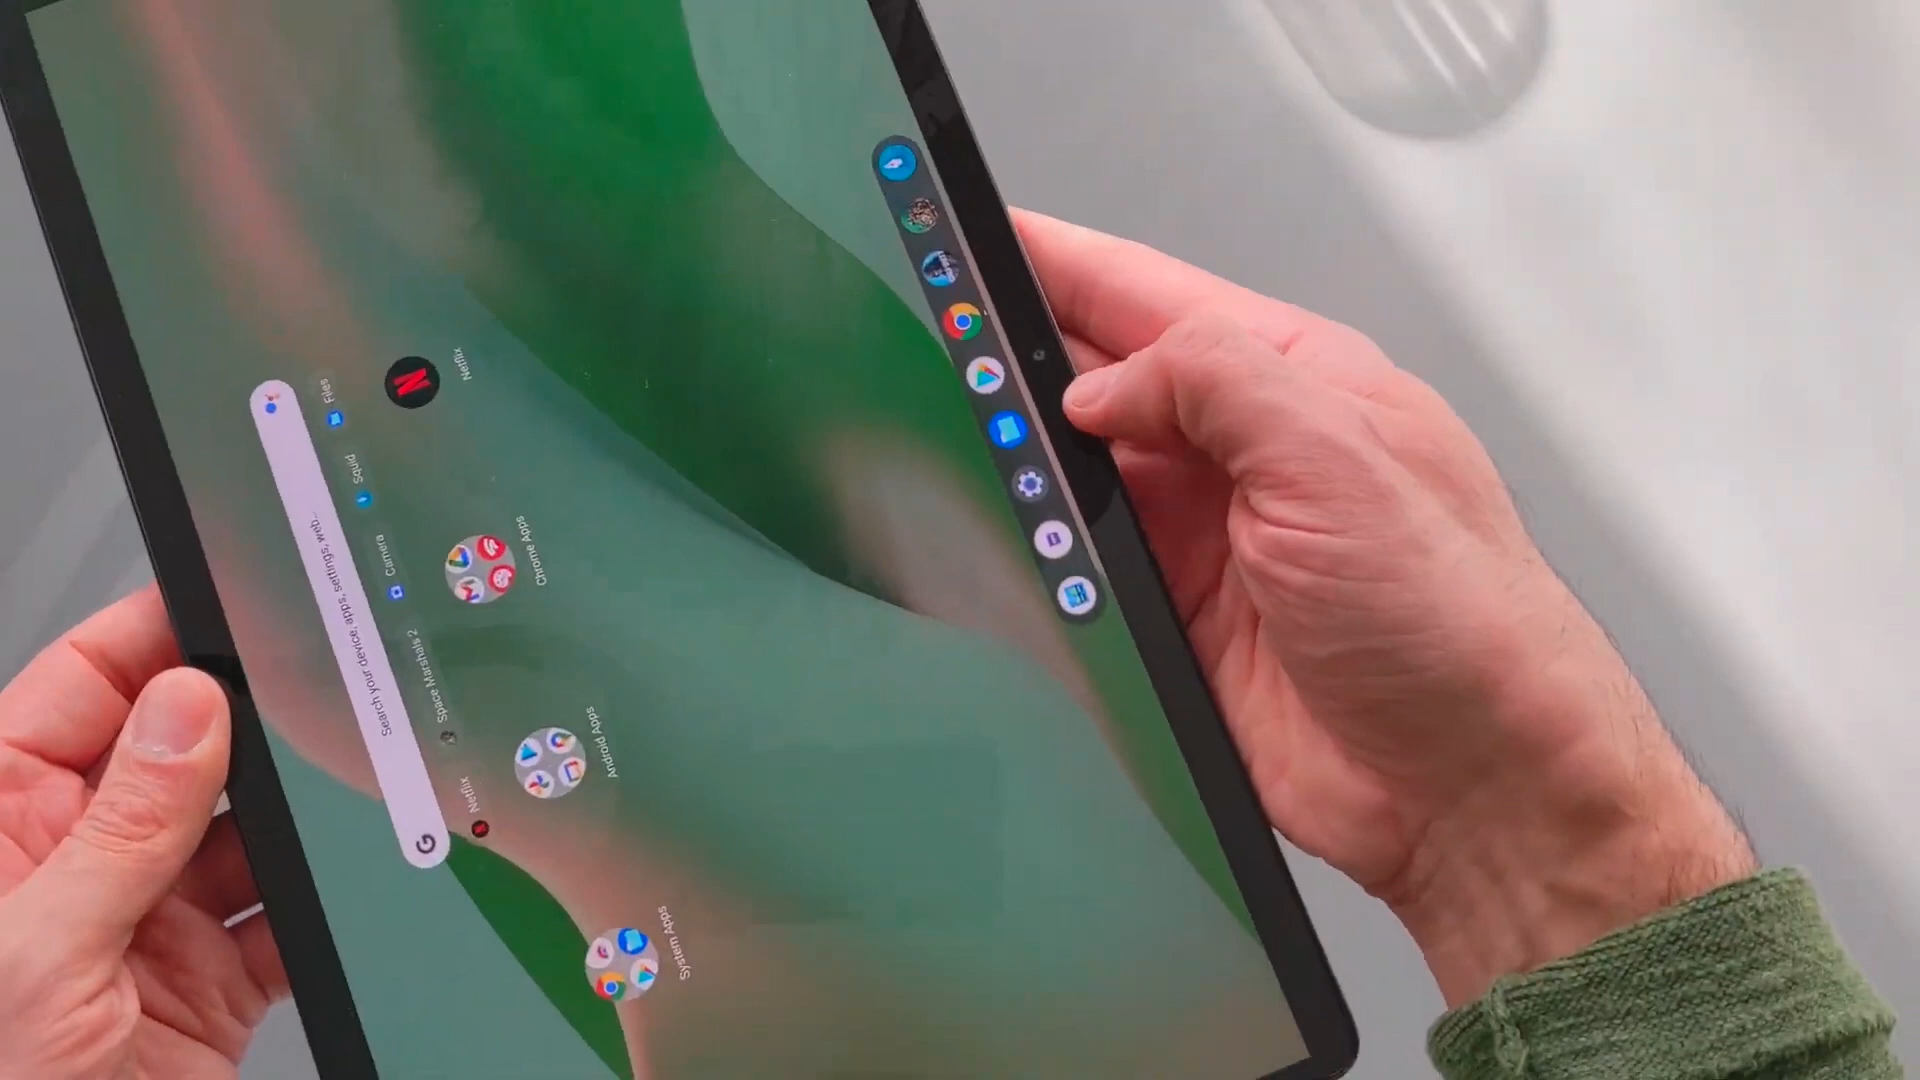 Search your device, apps, settings, web...
G
Netflix
Space Marshals 2
Camera
Squid
Files
System Apps
Android Apps
Chrome Apps
Netflix
N